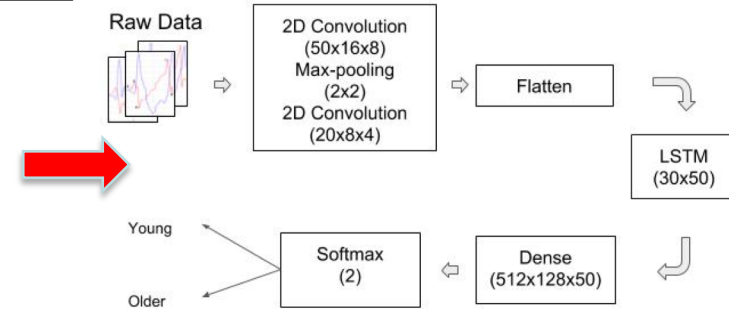 Raw Data
2D Convolution
(50x16x8)
Max-pooling
(2x2)
2D Convolution
(20x8x4)
Flatten
LSTM
(30x50)
Dense
(512x128x50)
Softmax
(2)
Young
Older